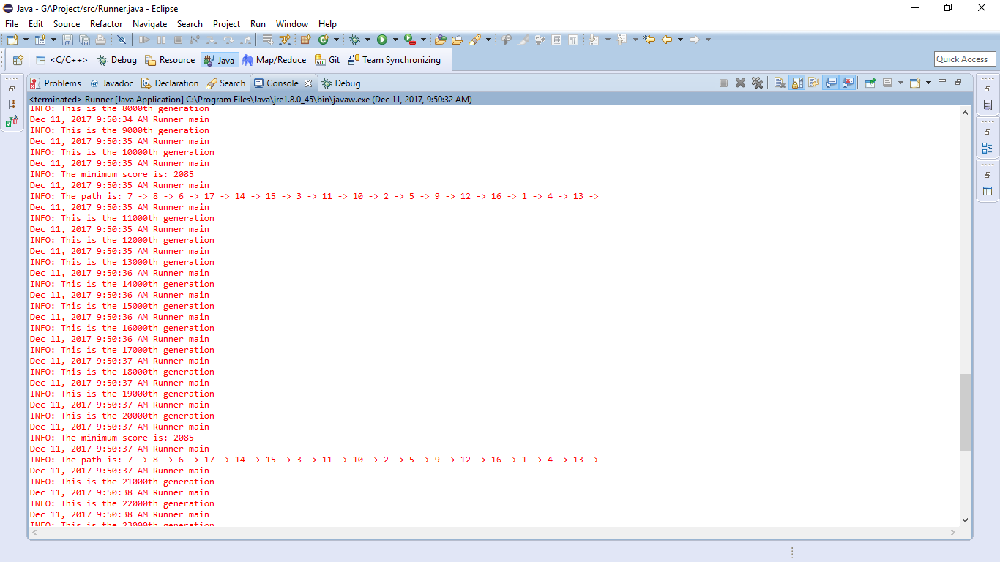 Java - GAProject/src/Runner.java - Eclipse
File Edit Source Refactor Navigate Search Project Run Window Help
<C/C++> Debug Resource Java Map/Reduce Git Team Synchronizing Quick Access
Problems @ Javadoc Declaration Search Console Debug
<terminated> Runner [Java Application] C:\Program Files\Java\jre1.8.0_45\bin\javaw.exe (Dec 11, 2017, 9:50:32 AM)
INFO: This is the 8000th generation
Dec 11, 2017 9:50:34 AM Runner main
INFO: This is the 9000th generation
Dec 11, 2017 9:50:35 AM Runner main
INFO: This is the 10000th generation
Dec 11, 2017 9:50:35 AM Runner main
INFO: The minimum score is: 2085
Dec 11, 2017 9:50:35 AM Runner main
INFO: The path is: 7 -> 8 -> 6 -> 17 -> 14 -> 15 -> 3 -> 11 -> 10 -> 2 -> 5 -> 9 -> 12 -> 16 -> 1 -> 4 -> 13 ->
Dec 11, 2017 9:50:35 AM Runner main
INFO: This is the 11000th generation
Dec 11, 2017 9:50:35 AM Runner main
INFO: This is the 12000th generation
Dec 11, 2017 9:50:35 AM Runner main
INFO: This is the 13000th generation
Dec 11, 2017 9:50:36 AM Runner main
INFO: This is the 14000th generation
Dec 11, 2017 9:50:36 AM Runner main
INFO: This is the 15000th generation
Dec 11, 2017 9:50:36 AM Runner main
INFO: This is the 16000th generation
Dec 11, 2017 9:50:36 AM Runner main
INFO: This is the 17000th generation
Dec 11, 2017 9:50:37 AM Runner main
INFO: This is the 18000th generation
Dec 11, 2017 9:50:37 AM Runner main
INFO: This is the 19000th generation
Dec 11, 2017 9:50:37 AM Runner main
INFO: This is the 20000th generation
Dec 11, 2017 9:50:37 AM Runner main
INFO: The minimum score is: 2085
Dec 11, 2017 9:50:37 AM Runner main
INFO: The path is: 7 -> 8 -> 6 -> 17 -> 14 -> 15 -> 3 -> 11 -> 10 -> 2 -> 5 -> 9 -> 12 -> 16 -> 1 -> 4 -> 13 ->
Dec 11, 2017 9:50:37 AM Runner main
INFO: This is the 21000th generation
Dec 11, 2017 9:50:38 AM Runner main
INFO: This is the 22000th generation
Dec 11, 2017 9:50:38 AM Runner main
INFO: This is the 23000th generation